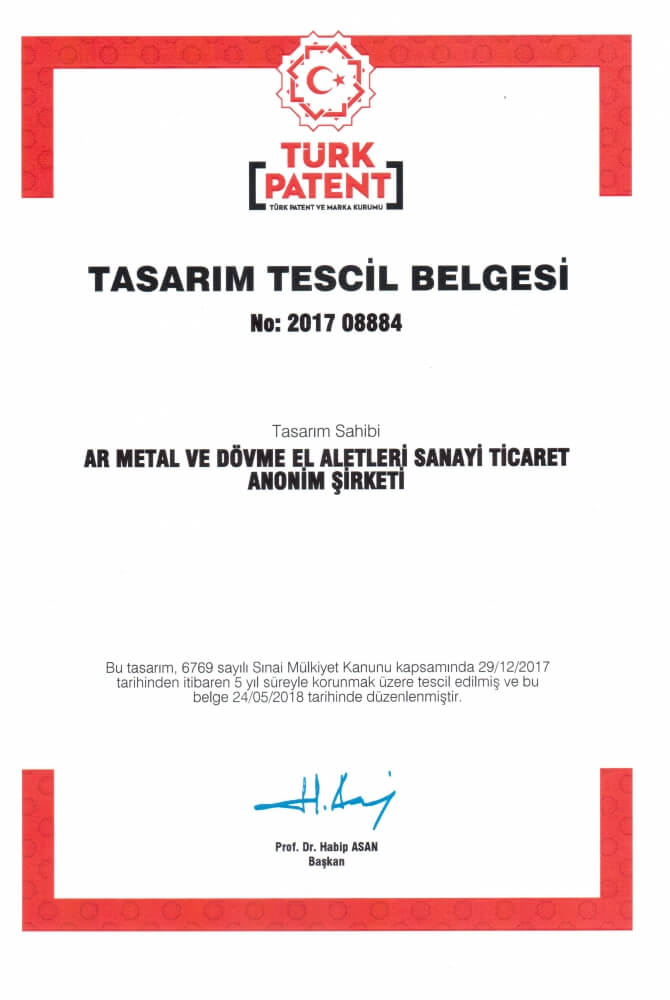 TÜRK
PATENT
TÜRK PATENT VE MARKA KURUMU
TASARIM TESCİL BELGESİ
No: 2017 08884
Tasarım Sahibi
AR METAL VE DÖVME EL ALETLERİ SANAYİ TİCARET
ANONİM ŞİRKETİ
Bu tasarım, 6769 sayılı Sınai Mülkiyet Kanunu kapsamında 29/12/2017
tarihinden itibaren 5 yıl süreyle korunmak üzere tescil edilmiş ve bu
belge 24/05/2018 tarihinde düzenlenmiştir.
Prof. Dr. Habip ASAN
Başkan